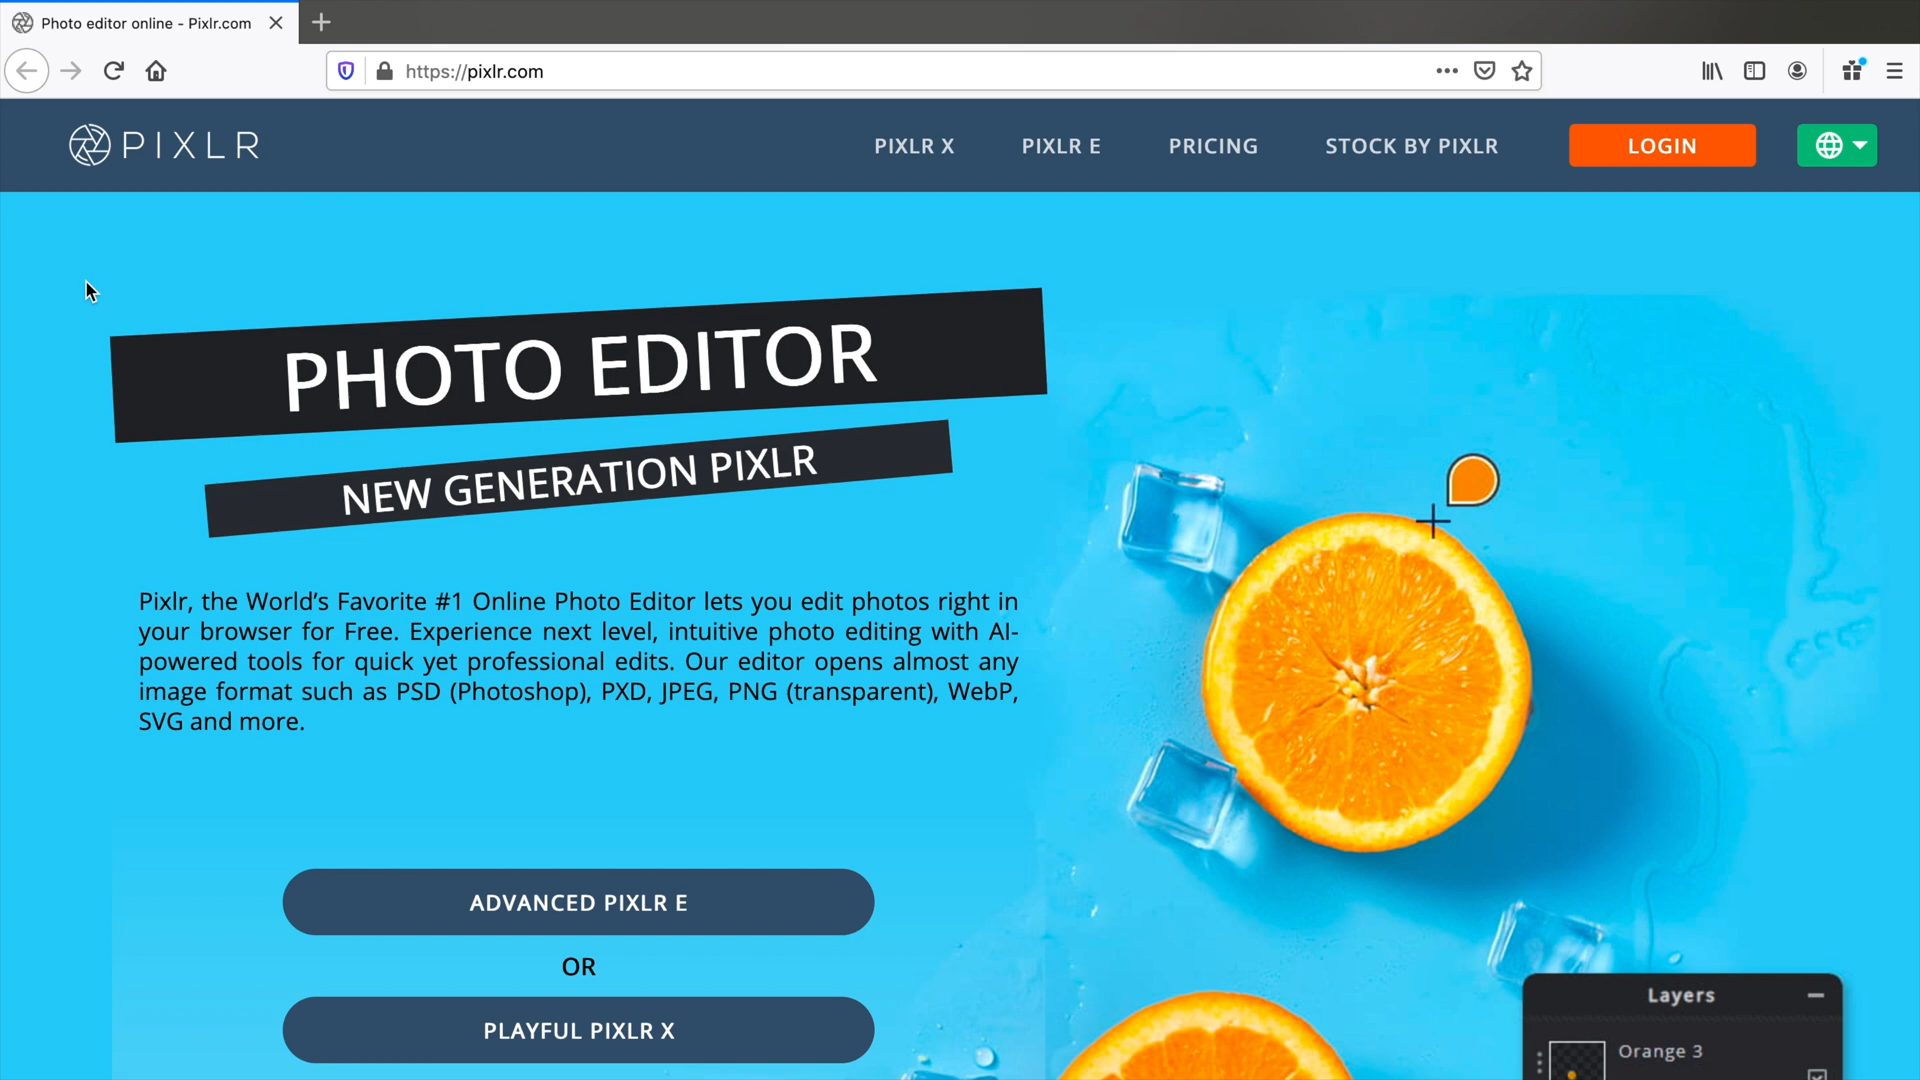 Photo editor online - Pixlr.com
https://pixlr.com
PIXLR
PIXLR X
PIXLR E
PRICING
STOCK BY PIXLR
LOGIN
PHOTO EDITOR
NEW GENERATION PIXLR
Pixlr, the World’s Favorite #1 Online Photo Editor lets you edit photos right in
your browser for Free. Experience next level, intuitive photo editing with AI-
powered tools for quick yet professional edits. Our editor opens almost any
image format such as PSD (Photoshop), PXD, JPEG, PNG (transparent), WebP,
SVG and more.
ADVANCED PIXLR E
OR
PLAYFUL PIXLR X
Layers
Orange 3